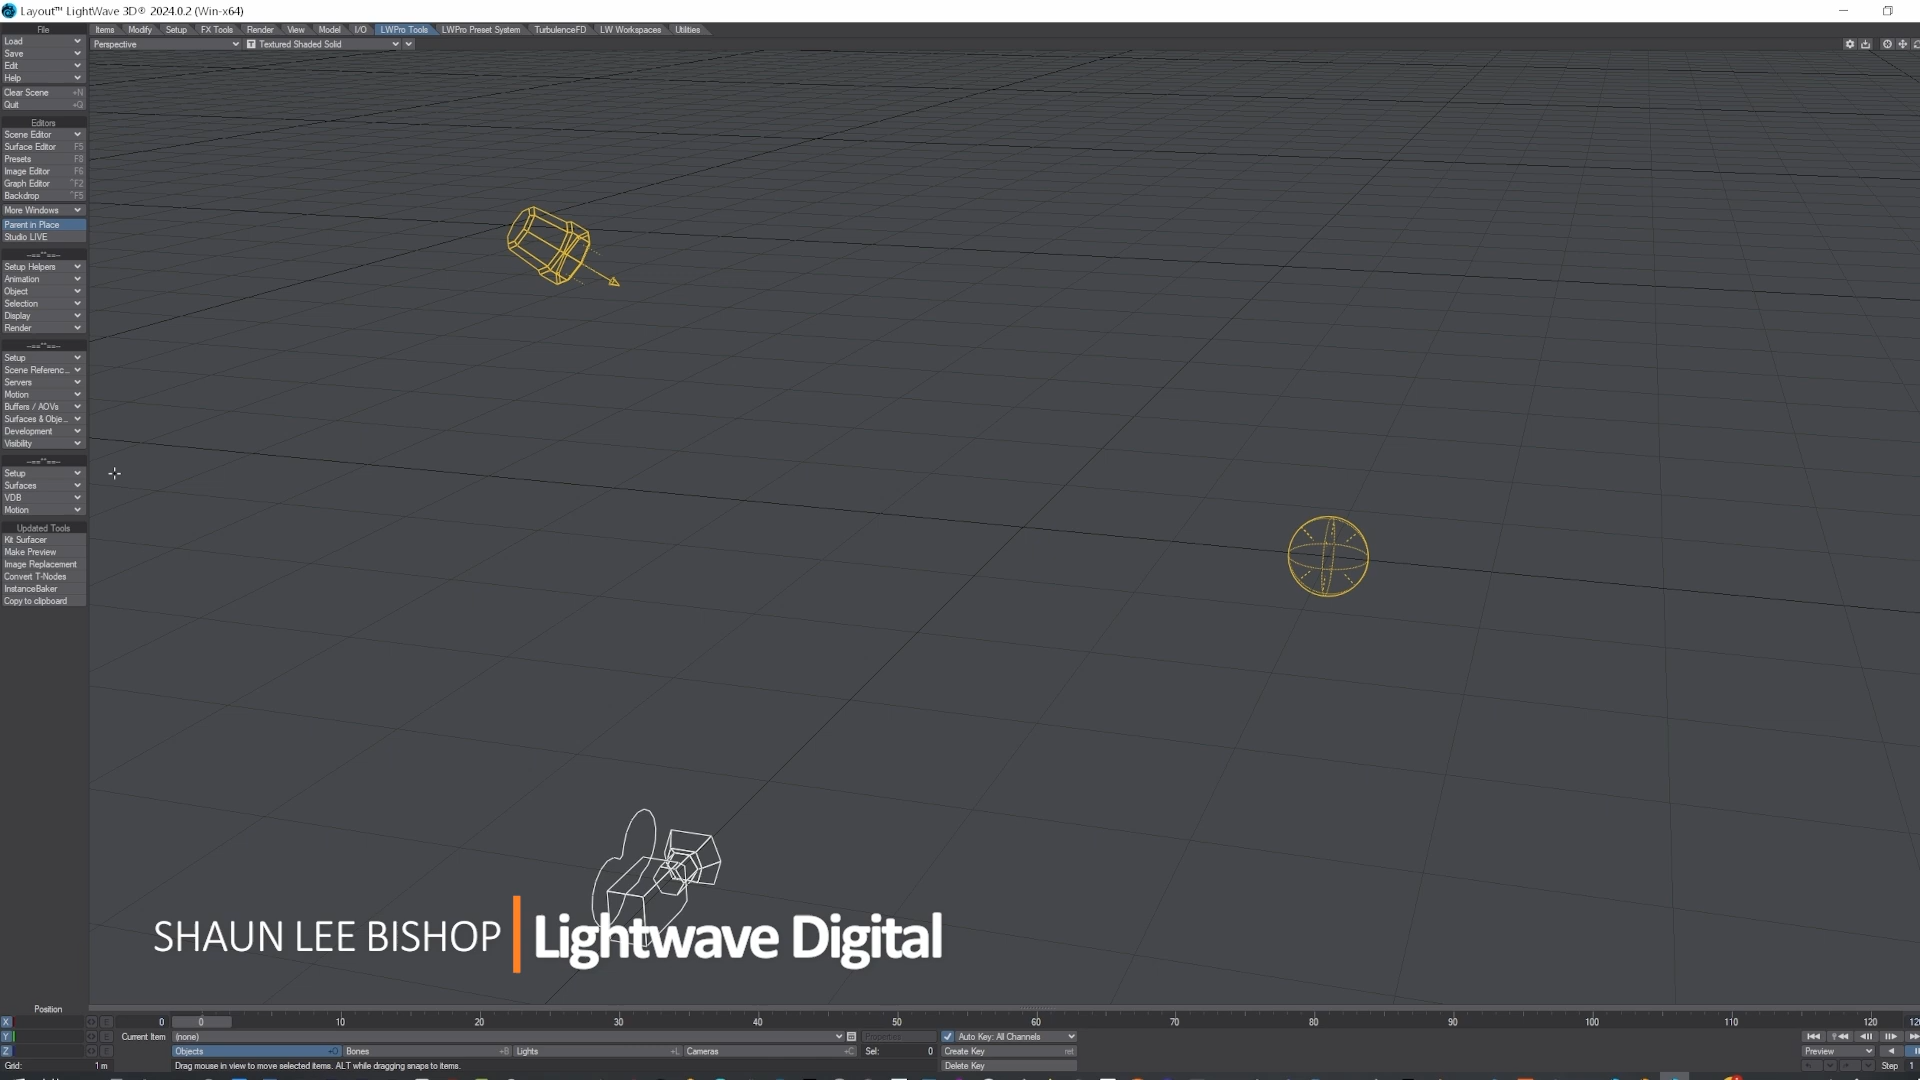 Layout™ LightWave 3D® 2024.0.2 (Win-x64)
File
Items Modify Setup FX Tools Render View Model I/O LWPro Tools LWPro Preset System TurbulenceFD LW Workspaces Utilities
Load
Perspective T Textured Shaded Solid
Save
Edit
Help
Clear Scene +N
Quit +Q
Editors
Scene Editor
Surface Editor F5
Presets F8
Image Editor F6
Graph Editor ^F2
Backdrop ^F5
More Windows
Parent in Place
Studio LIVE
Setup Helpers
Animation
Object
Selection
Display
Render
Setup
Scene Referenc...
Servers
Motion
Buffers / AOVs
Surfaces & Obje...
Development
Visibility
Setup
Surfaces
VDB
Motion
Updated Tools
Kit Surfacer
Make Preview
Image Replacement
Convert T-Nodes
InstanceBaker
Copy to clipboard
SHAUN LEE BISHOP Lightwave Digital
Position
X E 0 0 10 20 30 40 50 60 70 80 90 100 110 120
Y E Current Item (none) Properties Auto Key: All Channels
Z E Objects +O Bones +B Lights +L Cameras +C Sel: 0 Create Key ret Preview
Grid: 1 m Drag mouse in view to move selected items. ALT while dragging snaps to items. Delete Key Step 1